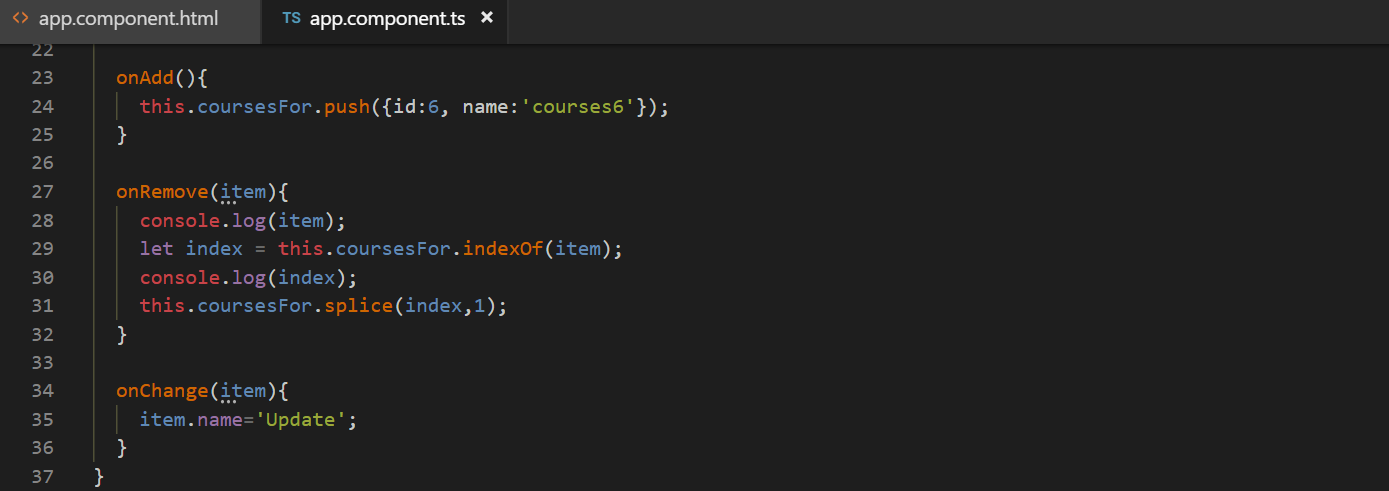 <> app.component.html TS app.component.ts ×
22
23 onAdd(){
24 this.coursesFor.push({id:6, name:'courses6'});
25 }
26
27 onRemove(item){
28 console.log(item);
29 let index = this.coursesFor.indexOf(item);
30 console.log(index);
31 this.coursesFor.splice(index,1);
32 }
33
34 onChange(item){
35 item.name='Update';
36 }
37 }